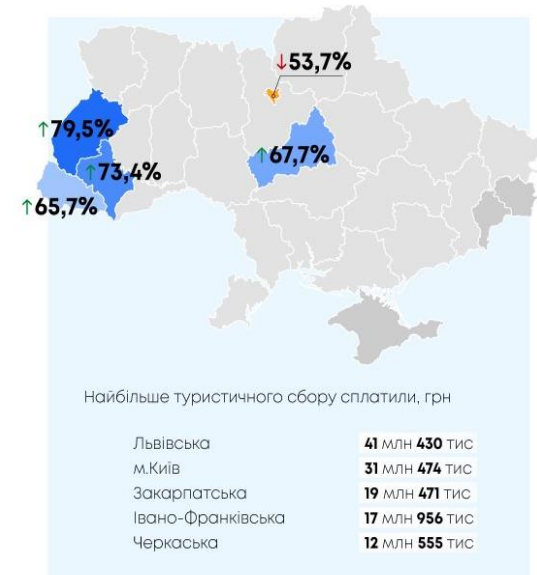 ↓53,7%
↑79,5%
↑67,7%
↑73,4%
↑65,7%
Найбільше туристичного сбору сплатили, грн
Львівська 41 млн 430 тис
м.Київ 31 млн 474 тис
Закарпатська 19 млн 471 тис
Івано-Франківська 17 млн 956 тис
Черкаська 12 млн 555 тис